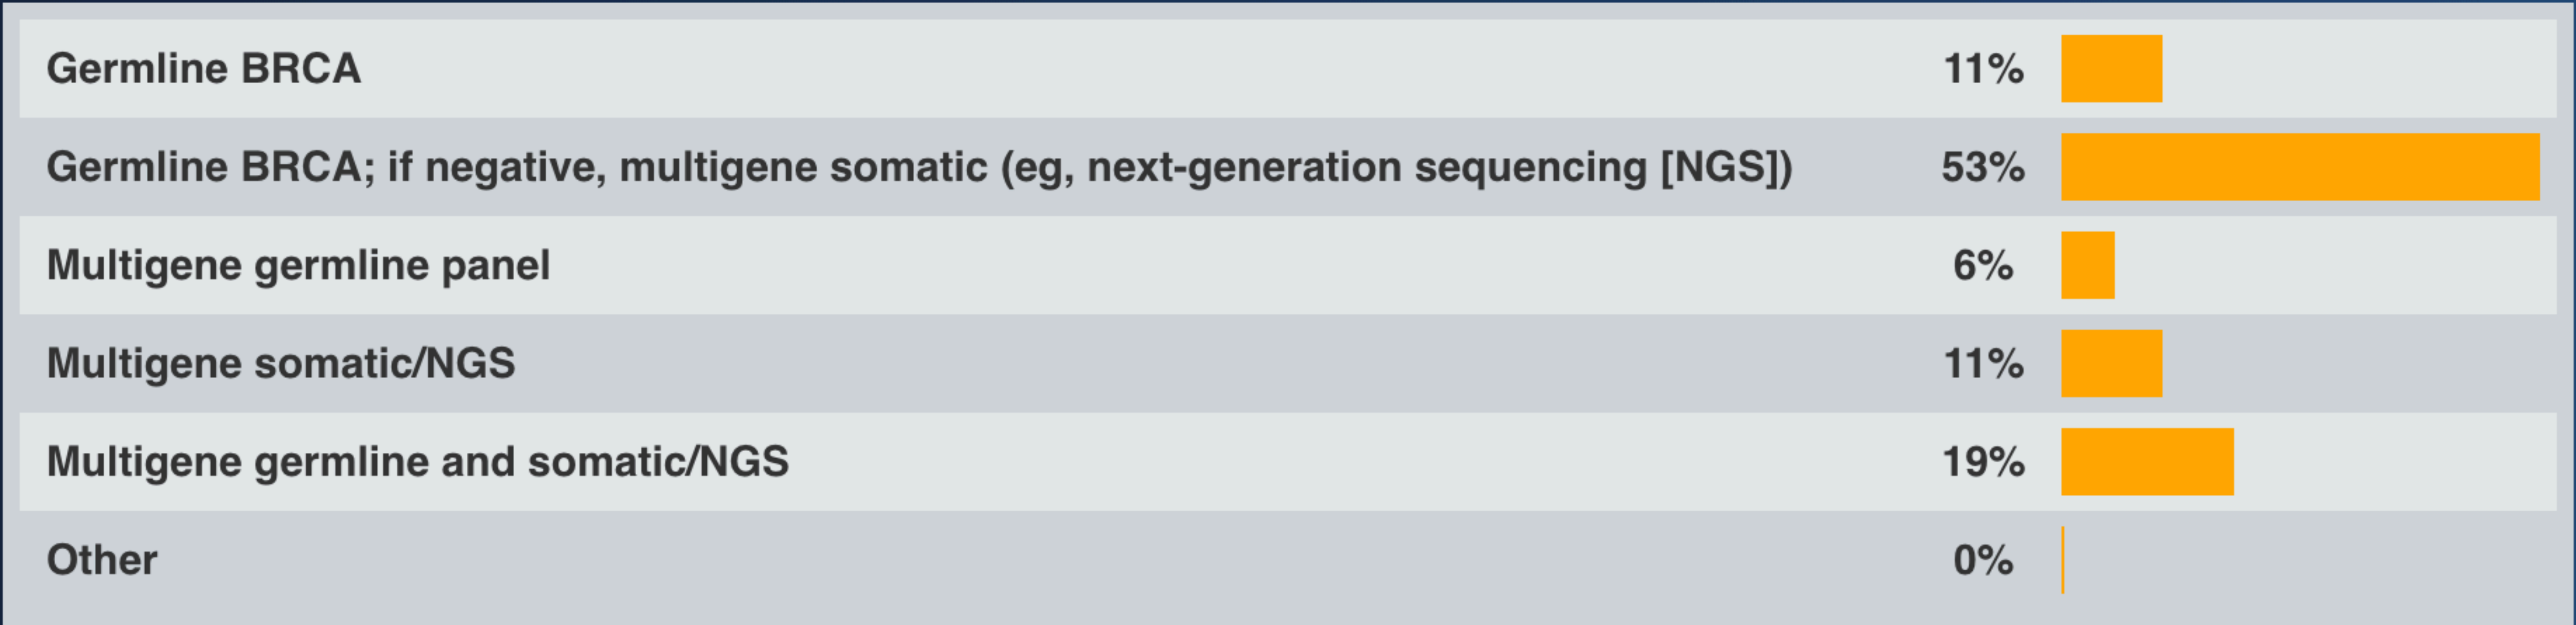 Germline BRCA 11%
Germline BRCA; if negative, multigene somatic (eg, next-generation sequencing [NGS]) 53%
Multigene germline panel 6%
Multigene somatic/NGS 11%
Multigene germline and somatic/NGS 19%
Other 0%